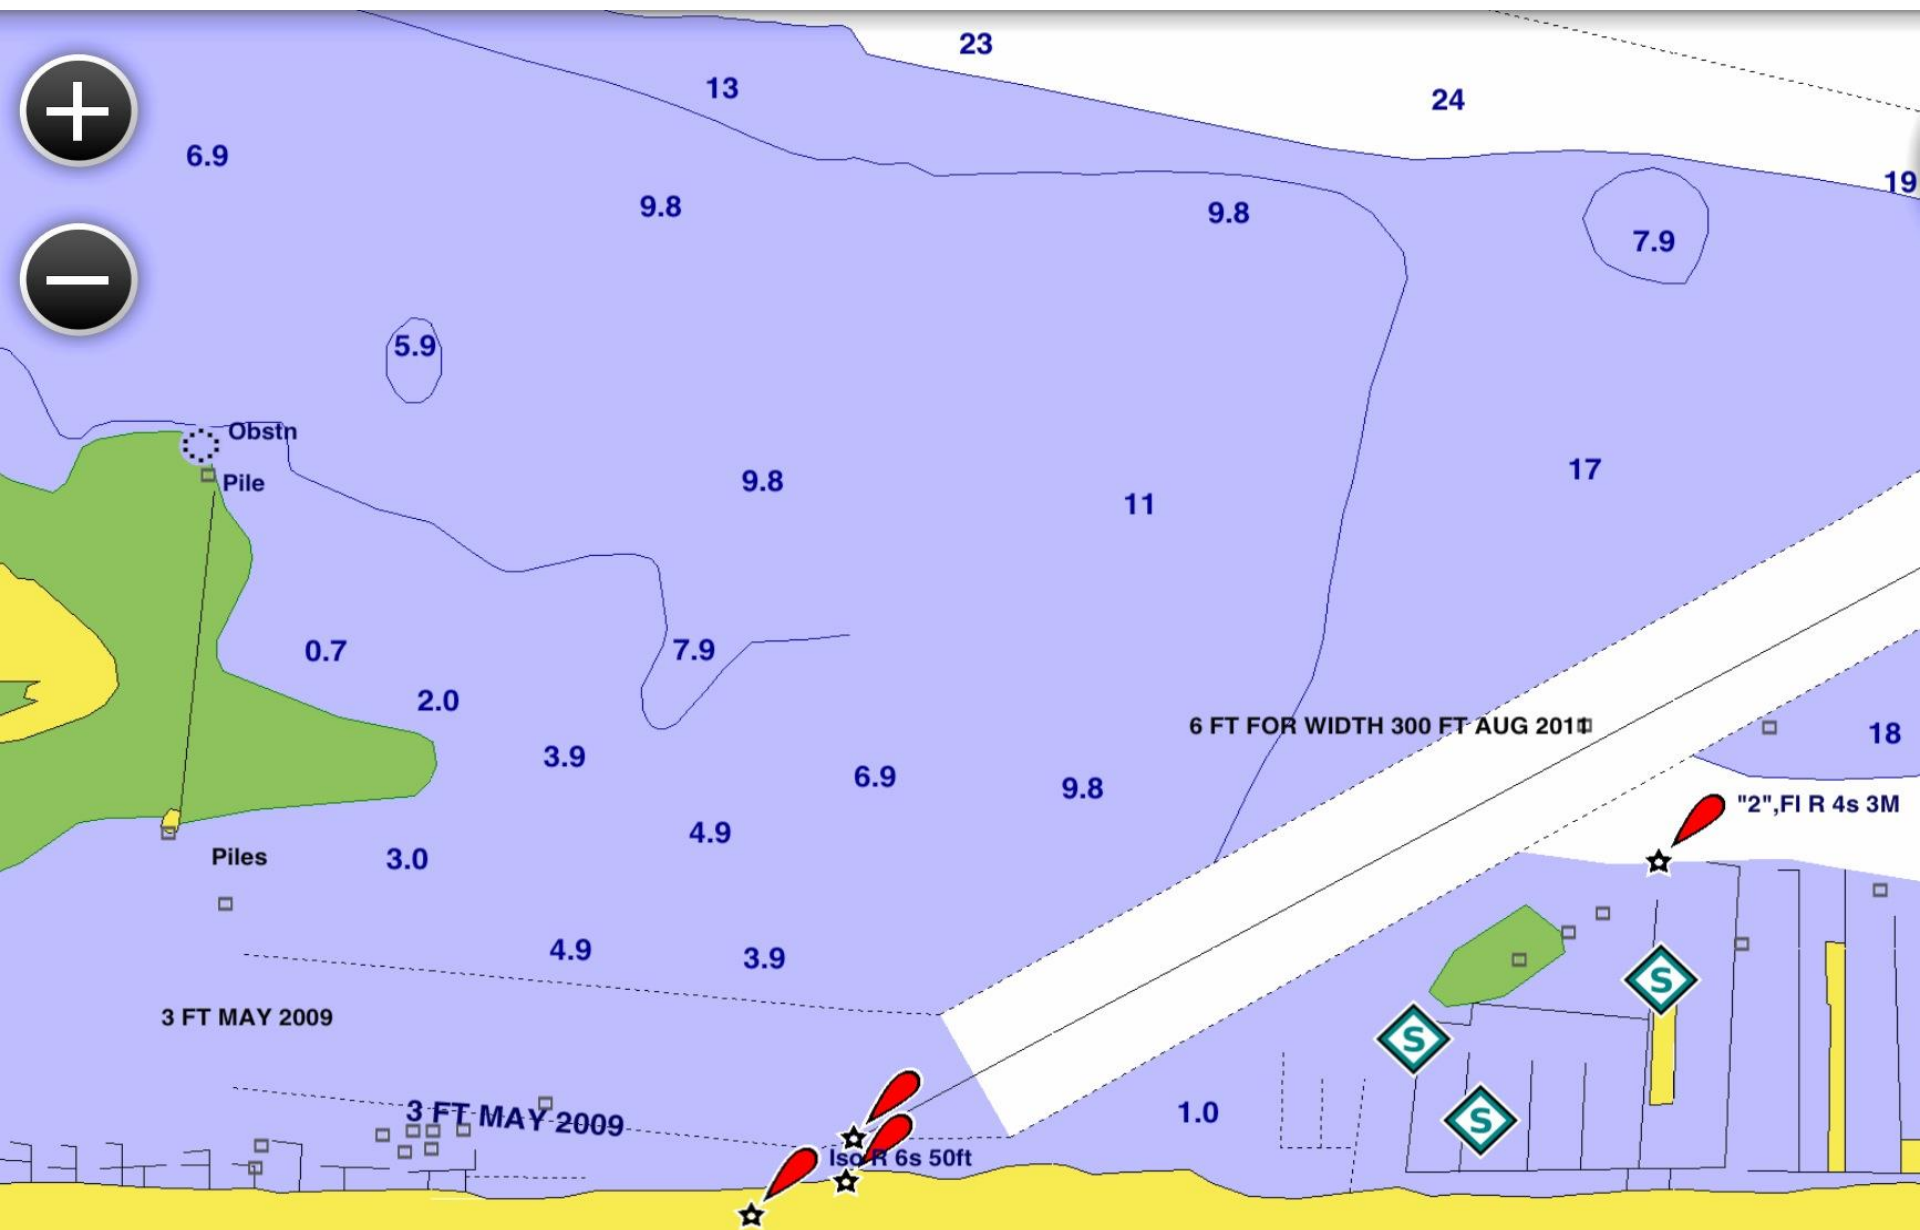 23
13
24
6.9
19
9.8
9.8
7.9
5.9
Obstn
Pile
17
9.8
11
0.7
7.9
2.0
6 FT FOR WIDTH 300 FT AUG 2011
18
3.9
6.9
9.8
"2",Fl R 4s 3M
4.9
Piles
3.0
4.9
3.9
S
3 FT MAY 2009
S
3 FT MAY 2009
1.0
S
Iso R 6s 50ft